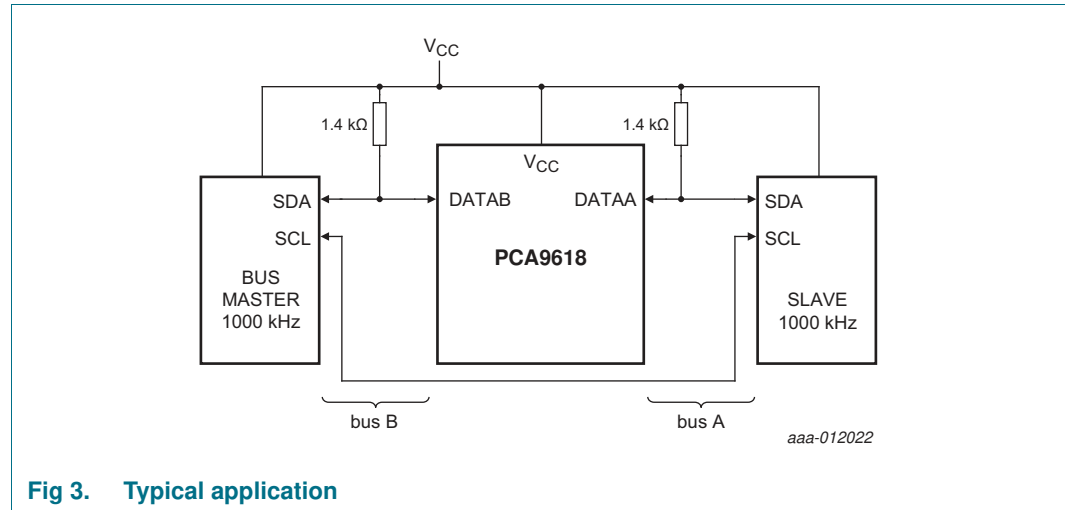 VCC
1.4 kΩ
1.4 kΩ
VCC
SDA
DATAB
DATAA
SDA
SCL
PCA9618
SCL
BUS
MASTER
1000 kHz
SLAVE
1000 kHz
bus B
bus A
aaa-012022
Fig 3. Typical application